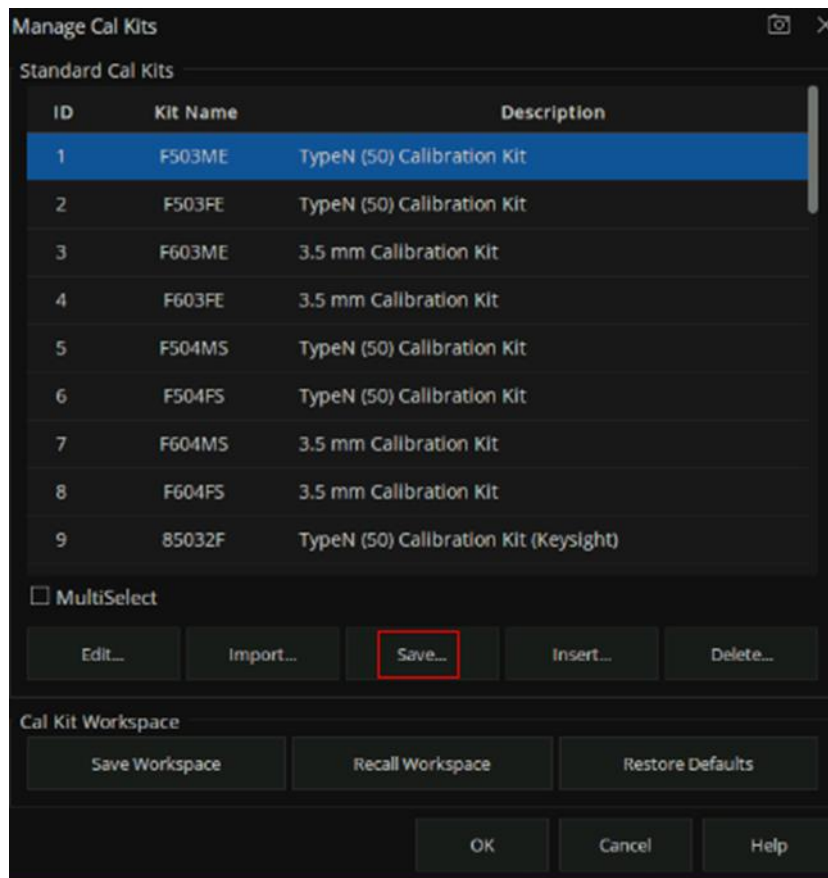 Manage Cal Kits
Standard Cal Kits
ID Kit Name Description
1 F503ME TypeN (50) Calibration Kit
2 F503FE TypeN (50) Calibration Kit
3 F603ME 3.5 mm Calibration Kit
4 F603FE 3.5 mm Calibration Kit
5 F504MS TypeN (50) Calibration Kit
6 F504FS TypeN (50) Calibration Kit
7 F604MS 3.5 mm Calibration Kit
8 F604FS 3.5 mm Calibration Kit
9 85032F TypeN (50) Calibration Kit (Keysight)
MultiSelect
Edit... Import... Save... Insert... Delete...
Cal Kit Workspace
Save Workspace Recall Workspace Restore Defaults
OK Cancel Help